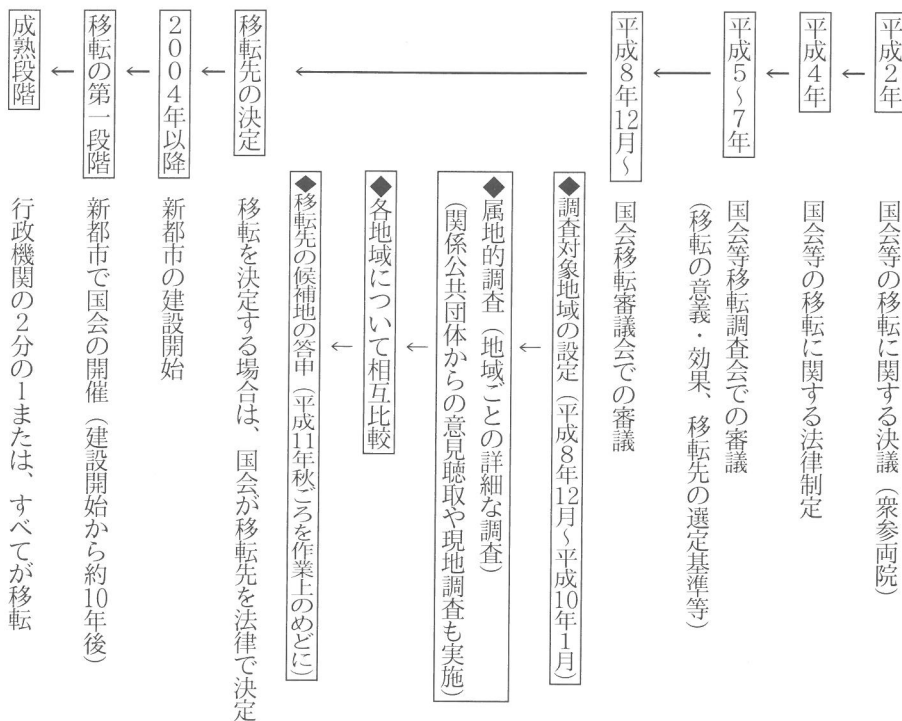 平成2年
国会等の移転に関する決議（衆参両院）
平成4年
国会等の移転に関する法律制定
平成5～7年
国会等移転調査会での審議
（移転の意義・効果、移転先の選定基準等）
平成8年12月～
国会移転審議会での審議
◆調査対象地域の設定（平成8年12月～平成10年1月）
◆属地的調査（地域ごとの詳細な調査）
（関係公共団体からの意見聴取や現地調査も実施）
◆各地域について相互比較
◆移転先の候補地の答申（平成11年秋ごろを作業上のめどに）
移転先の決定
移転を決定する場合は、国会が移転先を法律で決定
2004年以降
新都市の建設開始
移転の第一段階
新都市で国会の開催（建設開始から約10年後）
成熟段階
行政機関の2分の1または、すべてが移転